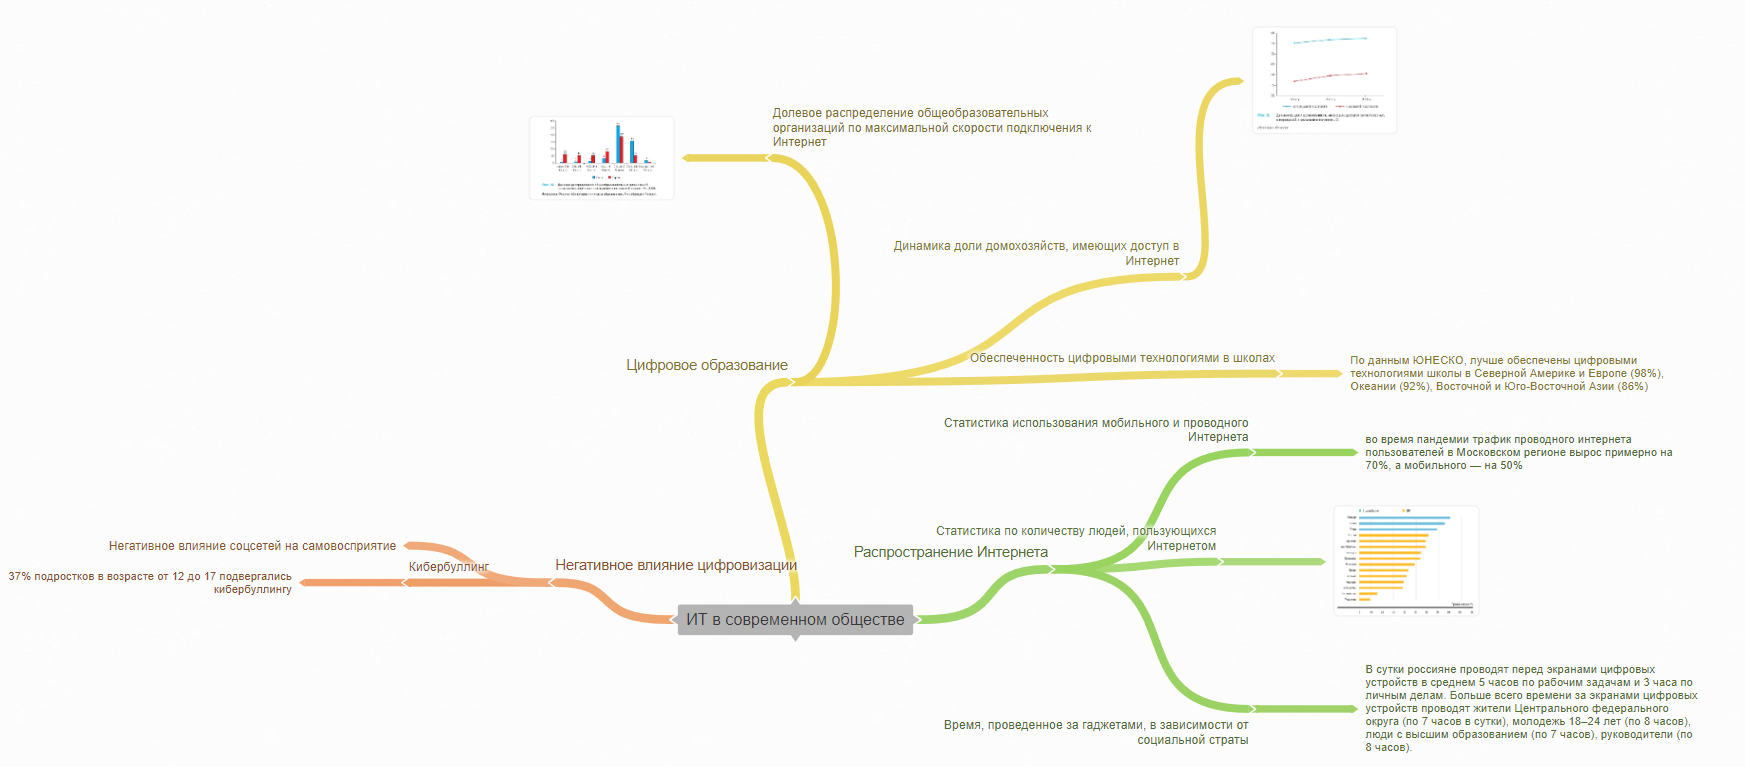 Долевое распределение общеобразовательных
организаций по максимальной скорости подключения к
Интернет
Динамика доли домохозяйств, имеющих доступ в
Интернет
Цифровое образование
Обеспеченность цифровыми технологиями в школах
По данным ЮНЕСКО, лучше обеспечены цифровыми
технологиями школы в Северной Америке и Европе (98%),
Океании (92%), Восточной и Юго-Восточной Азии (86%)
Статистика использования мобильного и проводного
Интернета
во время пандемии трафик проводного интернета
пользователей в Московском регионе вырос примерно на
70%, а мобильного — на 50%
Статистика по количеству людей, пользующихся
Интернетом
Распространение Интернета
Негативное влияние соцсетей на самовосприятие
Кибербуллинг
37% подростков в возрасте от 12 до 17 подвергались
кибербуллингу
Негативное влияние цифровизации
ИТ в современном обществе
Время, проведенное за гаджетами, в зависимости от
социальной страты
В сутки россияне проводят перед экранами цифровых
устройств в среднем 5 часов по рабочим задачам и 3 часа по
личным делам. Больше всего времени за экранами цифровых
устройств проводят жители Центрального федерального
округа (по 7 часов в сутки), молодежь 18–24 лет (по 8 часов),
люди с высшим образованием (по 7 часов), руководители (по
8 часов).